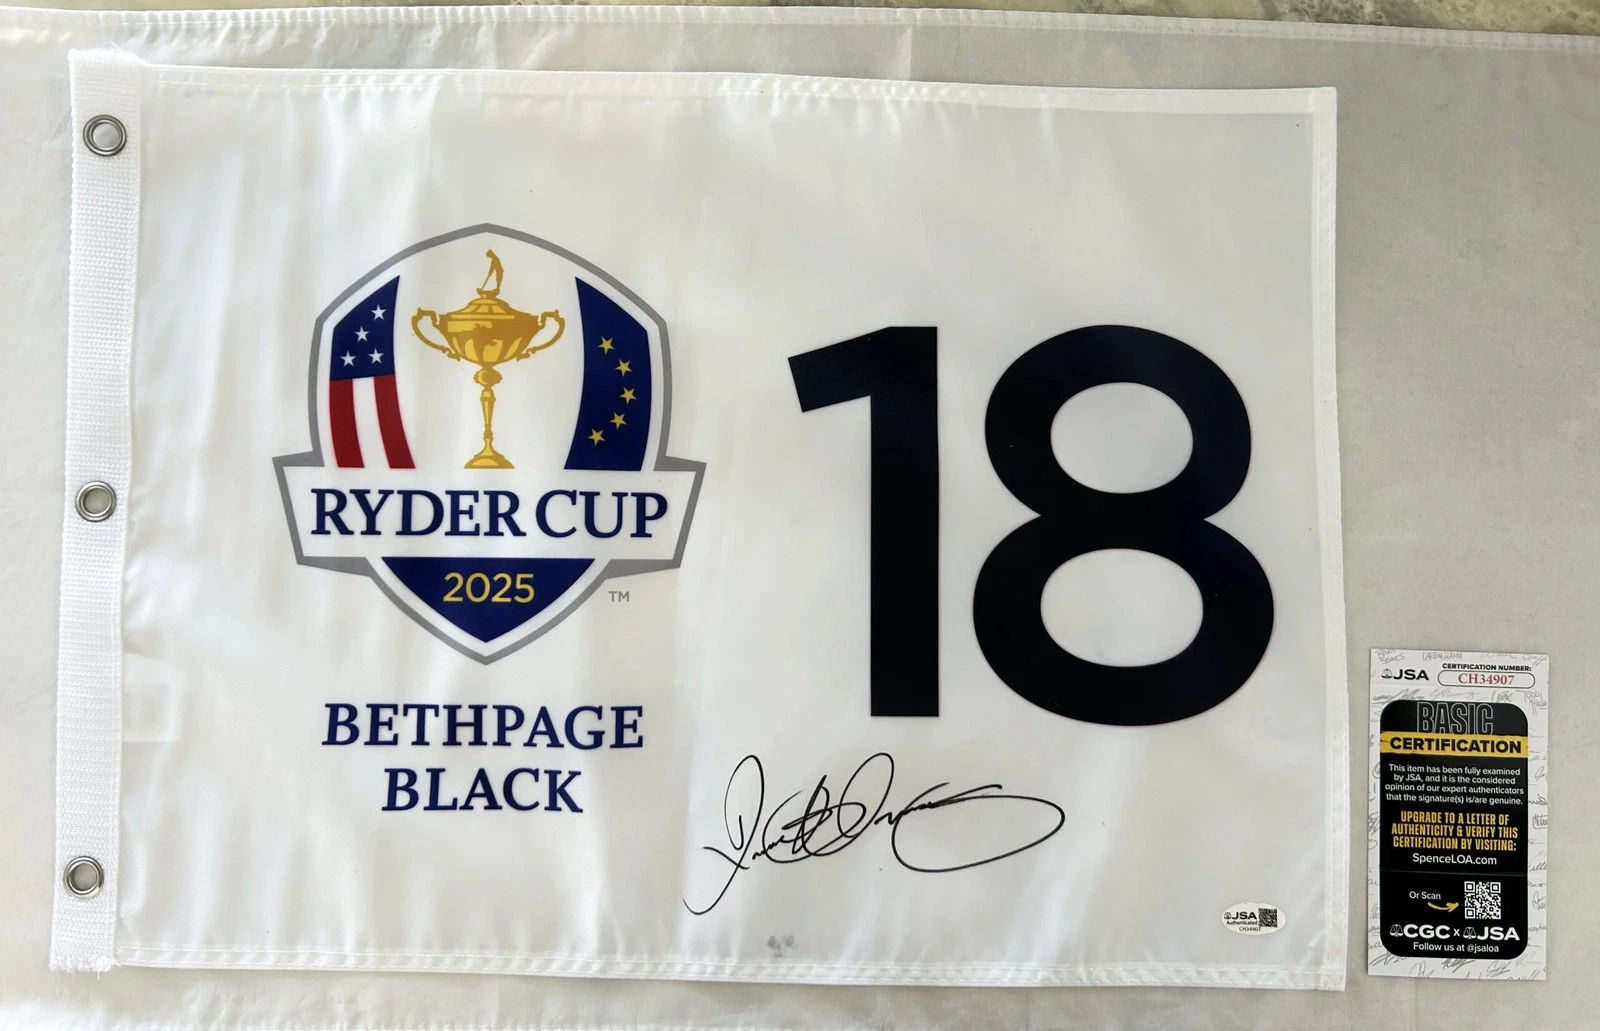 RYDER CUP
2025
TM
BETHPAGE
BLACK
18
JSA
Authenticated
CH34907
JSA
CERTIFICATION NUMBER:
CH34907
BASIC
CERTIFICATION
This item has been fully examined
by JSA, and it is the considered
opinion of our expert authenticators
that the signature(s) is/are genuine.
UPGRADE TO A LETTER OF
AUTHENTICITY & VERIFY THIS
CERTIFICATION BY VISITING:
SpenceLOA.com
Or Scan
CGC x JSA
Follow us at @jsaloa